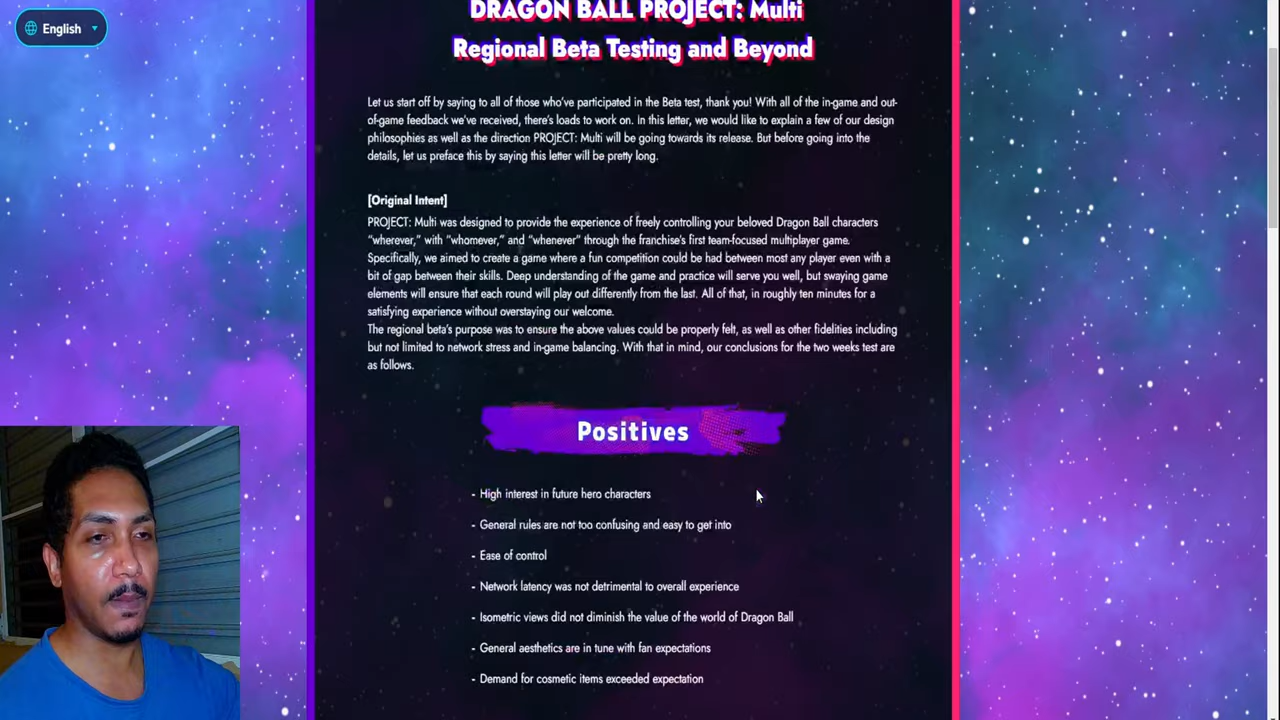 English
DRAGON BALL PROJECT: Multi
Regional Beta Testing and Beyond
Let us start off by saying to all of those who've participated in the Beta test, thank you! With all of the in-game and out-
of-game feedback we've received, there's loads to work on. In this letter, we would like to explain a few of our design
philosophies as well as the direction PROJECT: Multi will be going towards its release. But before going into the
details, let us preface this by saying this letter will be pretty long.
[Original Intent]
PROJECT: Multi was designed to provide the experience of freely controlling your beloved Dragon Ball characters
“wherever,” with “whomever,” and “whenever” through the franchise's first team-focused multiplayer game.
Specifically, we aimed to create a game where a fun competition could be had between most any player even with a
bit of gap between their skills. Deep understanding of the game and practice will serve you well, but swaying game
elements will ensure that each round will play out differently from the last. All of that, in roughly ten minutes for a
satisfying experience without overstaying our welcome.
The regional beta's purpose was to ensure the above values could be properly felt, as well as other fidelities including
but not limited to network stress and in-game balancing. With that in mind, our conclusions for the two weeks test are
as follows.
Positives
- High interest in future hero characters
- General rules are not too confusing and easy to get into
- Ease of control
- Network latency was not detrimental to overall experience
- Isometric views did not diminish the value of the world of Dragon Ball
- General aesthetics are in tune with fan expectations
- Demand for cosmetic items exceeded expectation